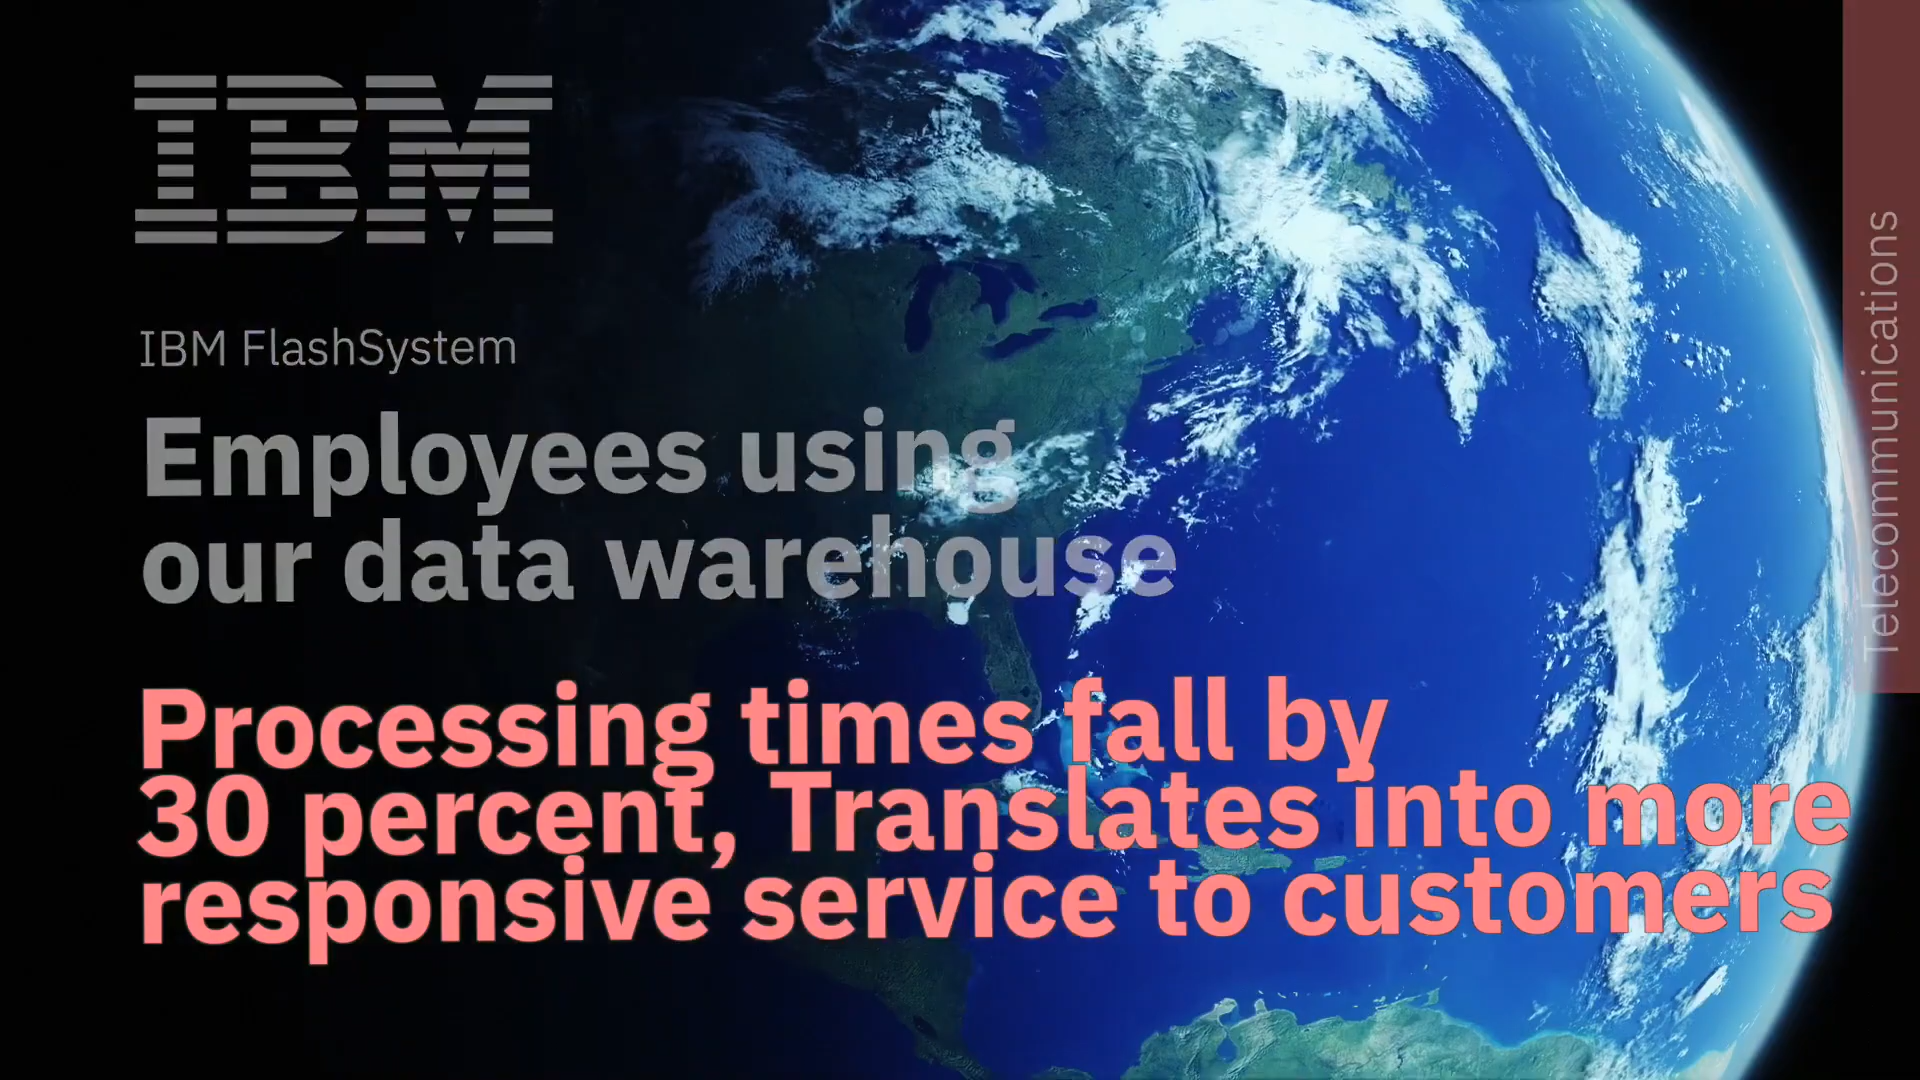 IBM
IBM FlashSystem
Employees using
our data warehouse
Processing times fall by
30 percent, Translates into more
responsive service to customers
Telecommunications